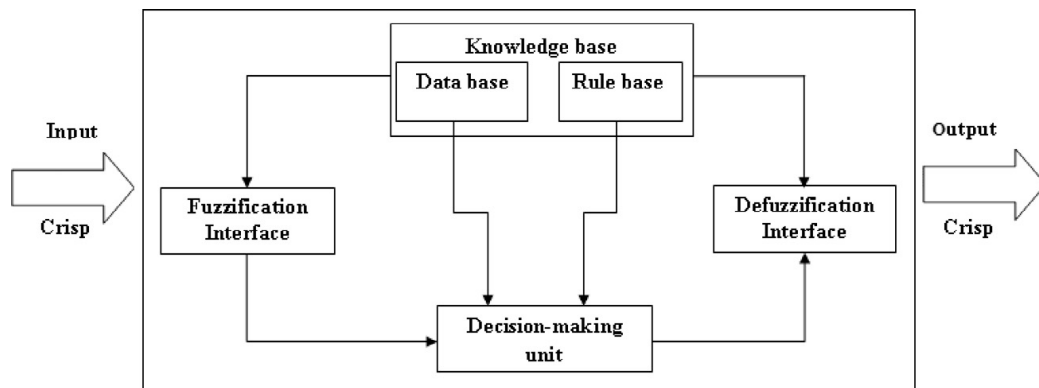 Knowledge base
Data base
Rule base
Input
Crisp
Fuzzification
Interface
Defuzzification
Interface
Output
Crisp
Decision-making
unit